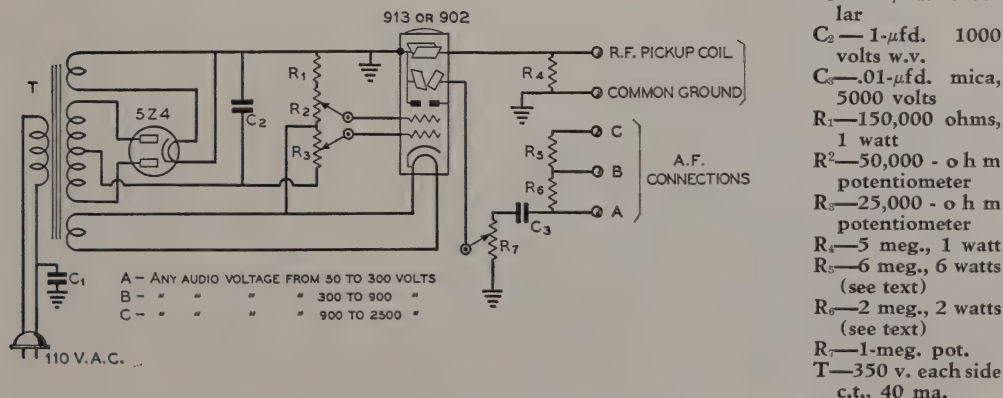 913 OR 902
T
5Z4
C₂
R₁
R₂
R₃
R₄
R.F. PICKUP COIL
COMMON GROUND
C
R₅
B
R₆
A
A.F.
CONNECTIONS
C₃
R₇
C₁
A – ANY AUDIO VOLTAGE FROM 50 TO 300 VOLTS
B – " " " " 300 TO 900 "
C – " " " " 900 TO 2500 "
110 V.A.C.
lar
C₂—1-μfd. 1000
volts w.v.
C₃—.01-μfd. mica,
5000 volts
R₁—150,000 ohms,
1 watt
R²—50,000 - ohm
potentiometer
R₃—25,000 - ohm
potentiometer
R₄—5 meg., 1 watt
R₅—6 meg., 6 watts
(see text)
R₆—2 meg., 2 watts
(see text)
R₇—1-meg. pot.
T—350 v. each side
c.t., 40 ma.